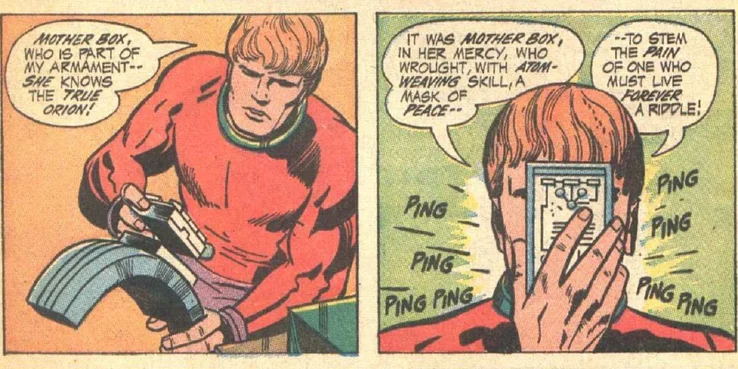 MOTHER BOX,
WHO IS PART OF
MY ARMAMENT--
SHE KNOWS
THE TRUE
ORION!
IT WAS MOTHER BOX,
IN HER MERCY, WHO
WROUGHT, WITH ATOM-
WEAVING SKILL, A
MASK OF
PEACE--
--TO STEM
THE PAIN
OF ONE WHO
MUST LIVE
FOREVER
A RIDDLE!
PING
PING
PING PING
PING
PING
PING PING